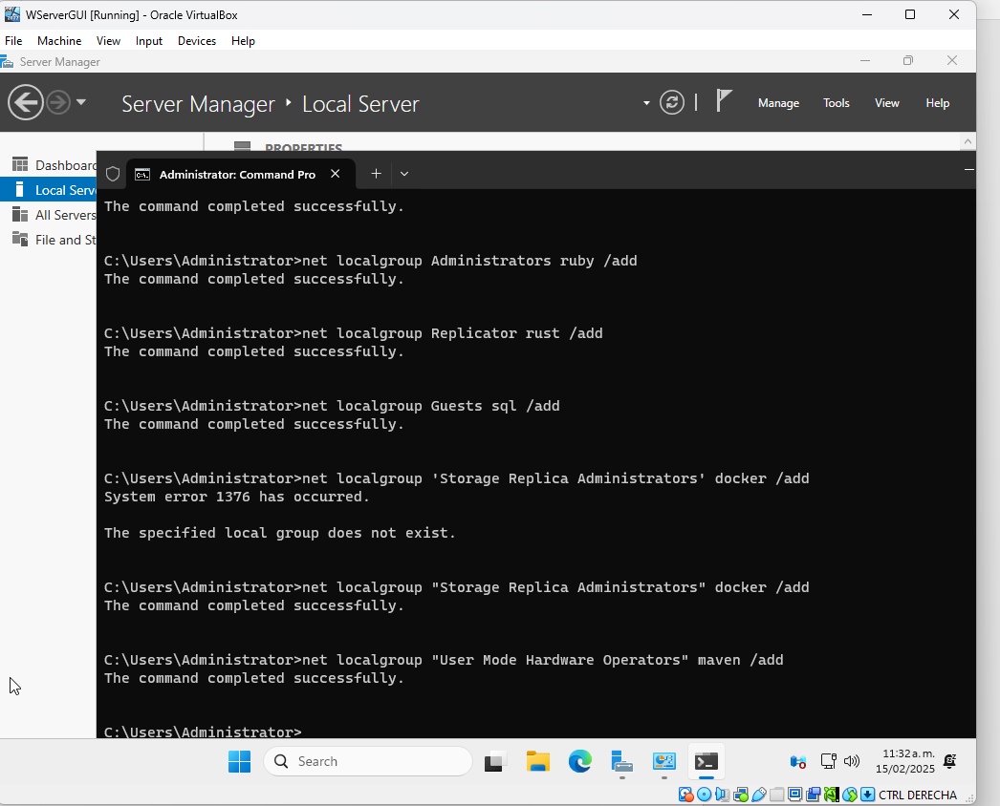 WServerGUI [Running] - Oracle VirtualBox
File Machine View Input Devices Help
Server Manager
Server Manager Local Server
Manage Tools View Help
PROPERTIES
Dashboard
Local Serve
All Servers
File and St
Administrator: Command Pro
The command completed successfully.
C:\Users\Administrator>net localgroup Administrators ruby /add
The command completed successfully.
C:\Users\Administrator>net localgroup Replicator rust /add
The command completed successfully.
C:\Users\Administrator>net localgroup Guests sql /add
The command completed successfully.
C:\Users\Administrator>net localgroup 'Storage Replica Administrators' docker /add
System error 1376 has occurred.
The specified local group does not exist.
C:\Users\Administrator>net localgroup "Storage Replica Administrators" docker /add
The command completed successfully.
C:\Users\Administrator>net localgroup "User Mode Hardware Operators" maven /add
The command completed successfully.
C:\Users\Administrator>
Search
11:32 a. m.
15/02/2025
CTRL DERECHA